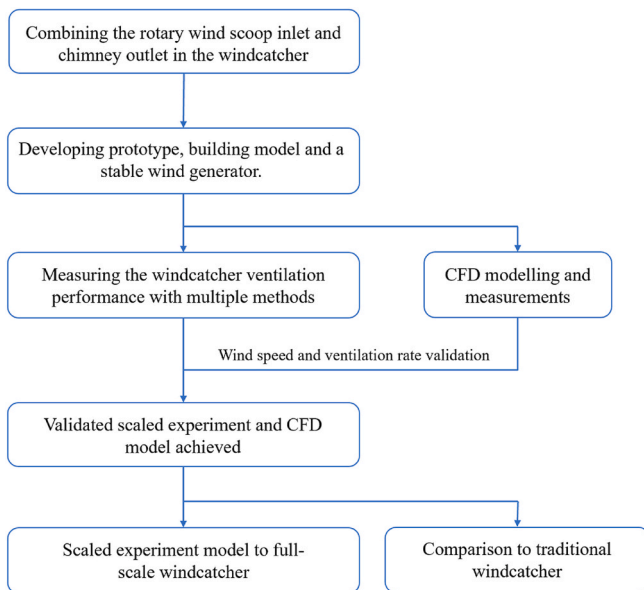 Combining the rotary wind scoop inlet and
chimney outlet in the windcatcher
Developing prototype, building model and a
stable wind generator.
Measuring the windcatcher ventilation
performance with multiple methods
CFD modelling and
measurements
Wind speed and ventilation rate validation
Validated scaled experiment and CFD
model achieved
Scaled experiment model to full-
scale windcatcher
Comparison to traditional
windcatcher